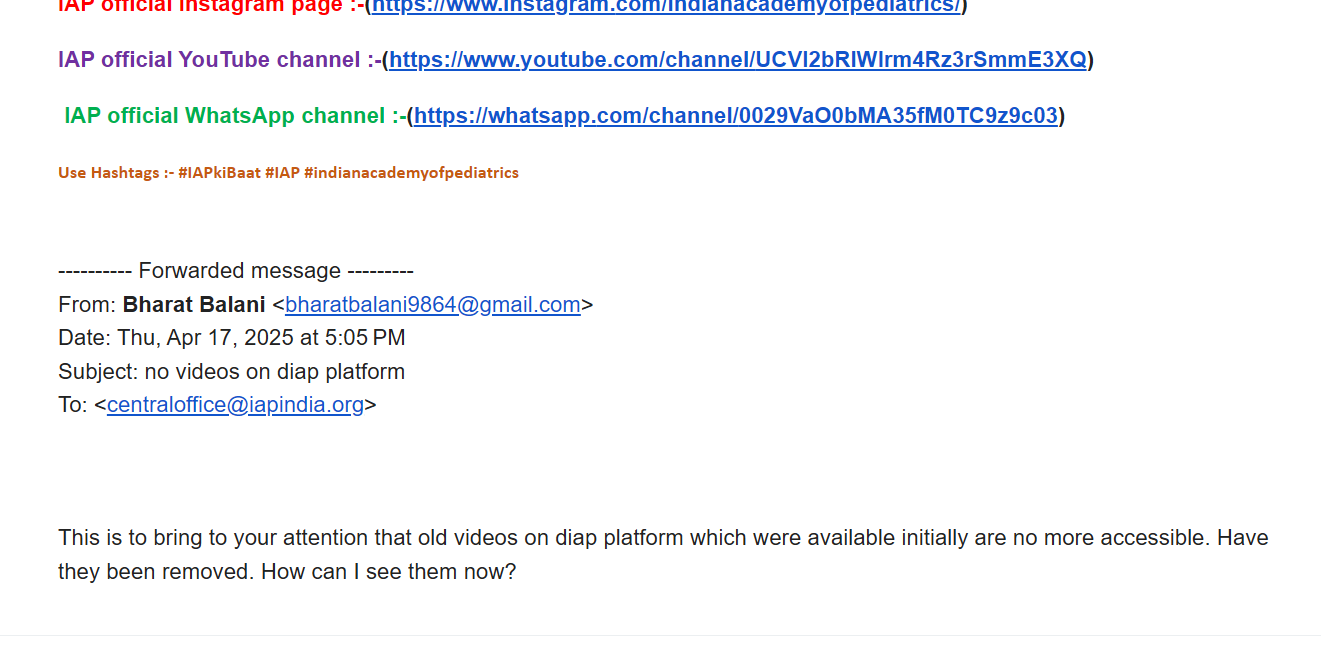 IAP official Instagram page :-(https://www.instagram.com/indianacademyofpediatrics/)
IAP official YouTube channel :-(https://www.youtube.com/channel/UCVI2bRlWIrm4Rz3rSmmE3XQ)
IAP official WhatsApp channel :-(https://whatsapp.com/channel/0029VaO0bMA35fM0TC9z9c03)
Use Hashtags :- #IAPkiBaat #IAP #indianacademyofpediatrics
---------- Forwarded message ---------
From: Bharat Balani <bharatbalani9864@gmail.com>
Date: Thu, Apr 17, 2025 at 5:05 PM
Subject: no videos on diap platform
To: <centraloffice@iapindia.org>
This is to bring to your attention that old videos on diap platform which were available initially are no more accessible. Have
they been removed. How can I see them now?